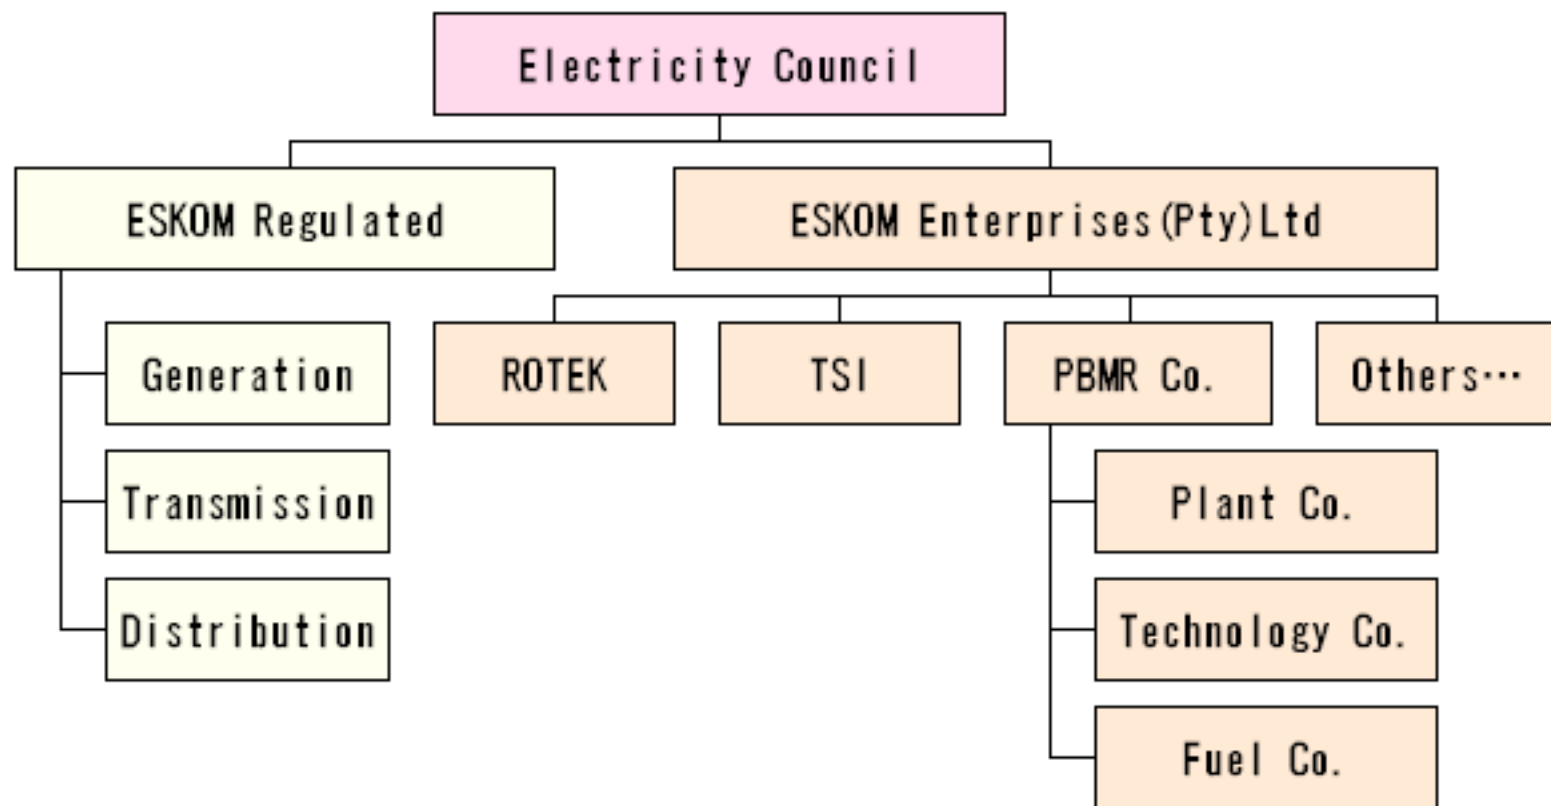 Electricity Council
ESKOM Regulated
ESKOM Enterprises(Pty)Ltd
Generation
ROTEK
TSI
PBMR Co.
Others…
Transmission
Plant Co.
Distribution
Technology Co.
Fuel Co.